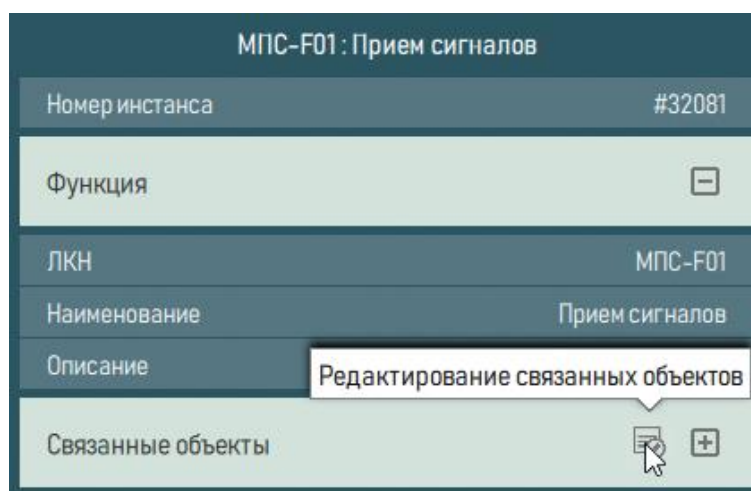 МПС-F01 : Прием сигналов
Номер инстанса #32081
Функция
ЛКН МПС-F01
Наименование Прием сигналов
Описание
Редактирование связанных объектов
Связанные объекты